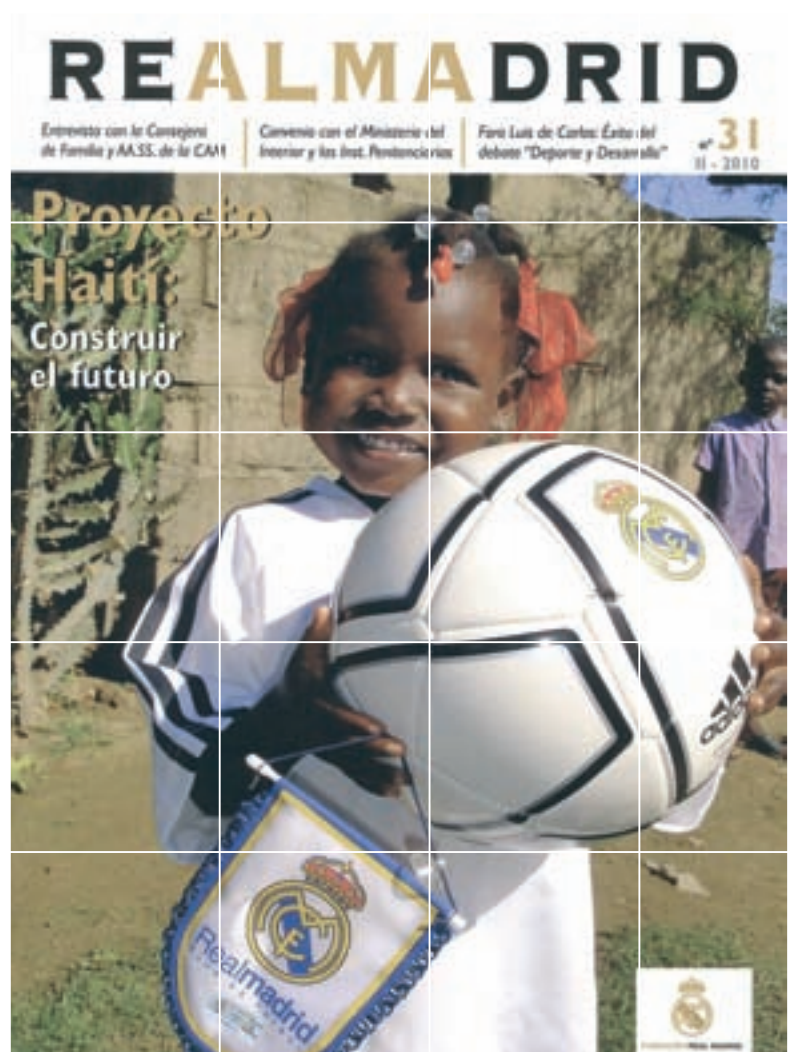 REALMADRID
Entrevista con la Consejera
de Familia y AA.SS. de la CAM
Convenio con el Ministerio del
Interior y las Inst. Penitenciarias
Foro Luis de Carlos: Éxito del
debate "Deporte y Desarrollo"
nº 31
II - 2010
Proyecto
Haití:
Construir
el futuro
adidas
Realmadrid
REAL MADRID